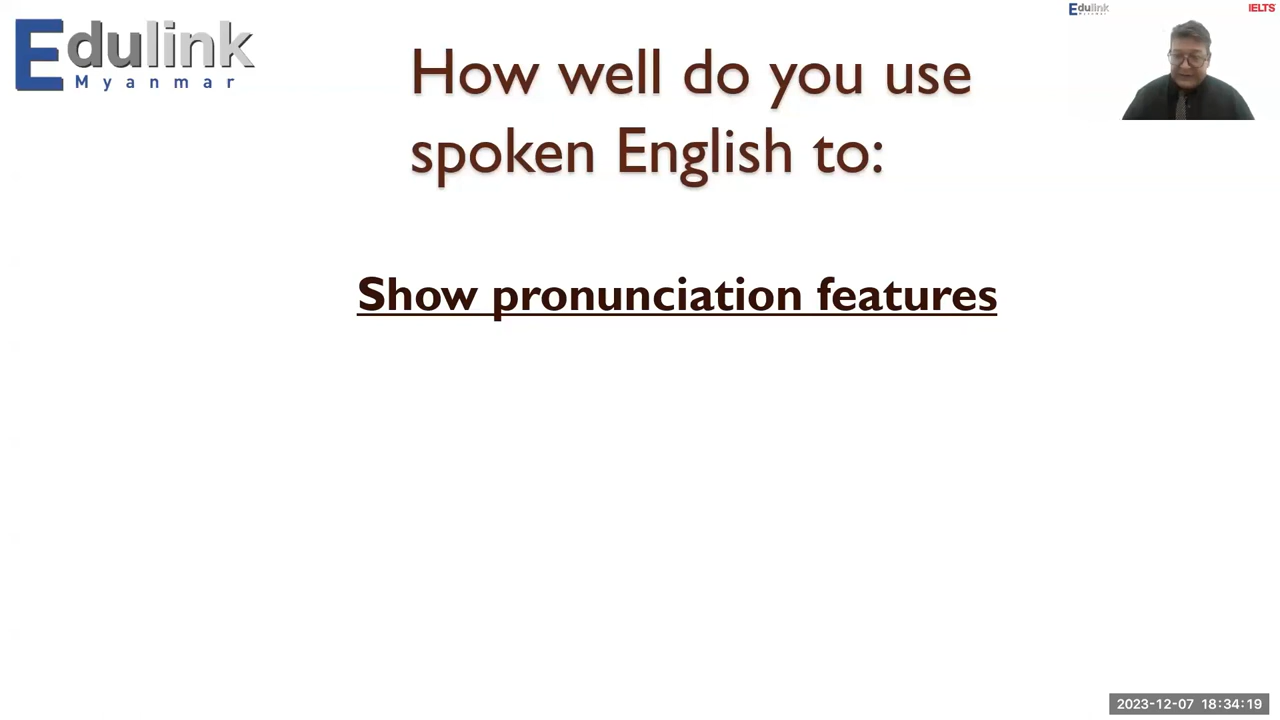 Edulink
Myanmar
How well do you use
spoken English to:
Show pronunciation features
Edulink
Myanmar
IELTS
2023-12-07 18:34:19